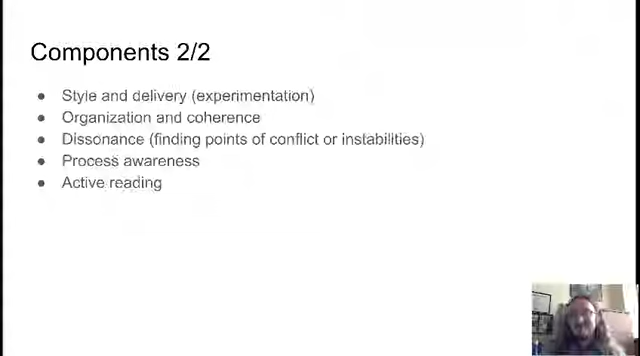 Components 2/2
● Style and delivery (experimentation)
● Organization and coherence
● Dissonance (finding points of conflict or instabilities)
● Process awareness
● Active reading